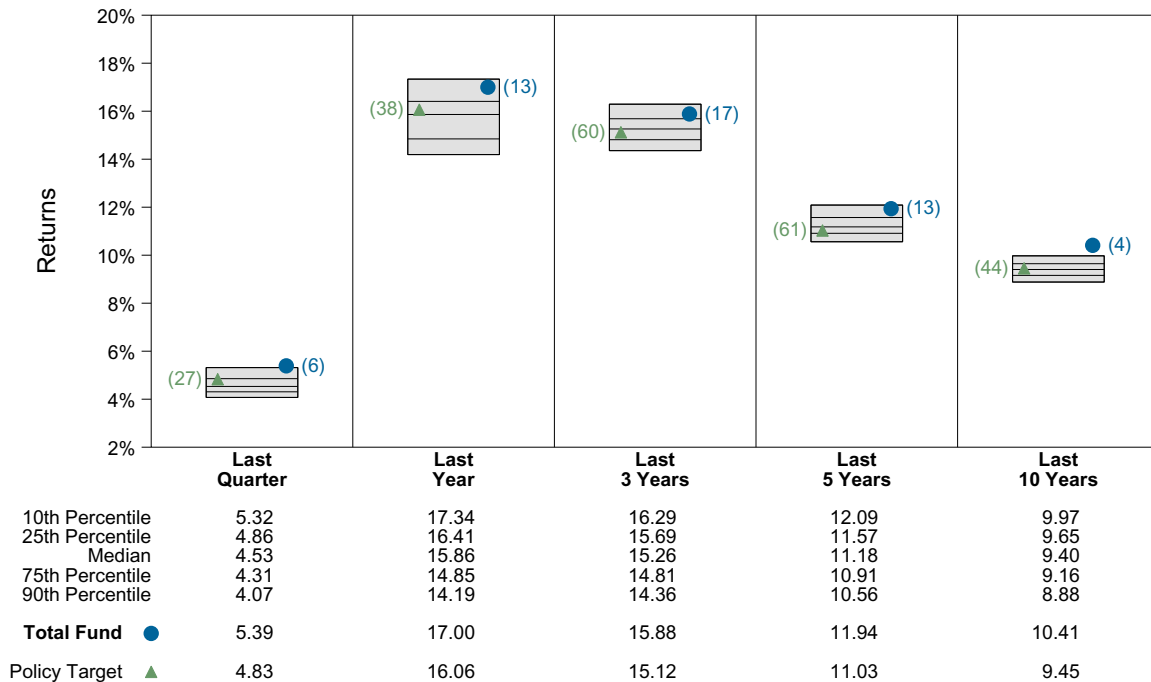 20%
18%
16%
14%
12%
10%
8%
6%
4%
2%
Returns
(27)
(6)
(38)
(13)
(60)
(17)
(61)
(13)
(44)
(4)
Last Quarter
Last Year
Last 3 Years
Last 5 Years
Last 10 Years
10th Percentile 5.32 17.34 16.29 12.09 9.97
25th Percentile 4.86 16.41 15.69 11.57 9.65
Median 4.53 15.86 15.26 11.18 9.40
75th Percentile 4.31 14.85 14.81 10.91 9.16
90th Percentile 4.07 14.19 14.36 10.56 8.88
Total Fund 5.39 17.00 15.88 11.94 10.41
Policy Target 4.83 16.06 15.12 11.03 9.45